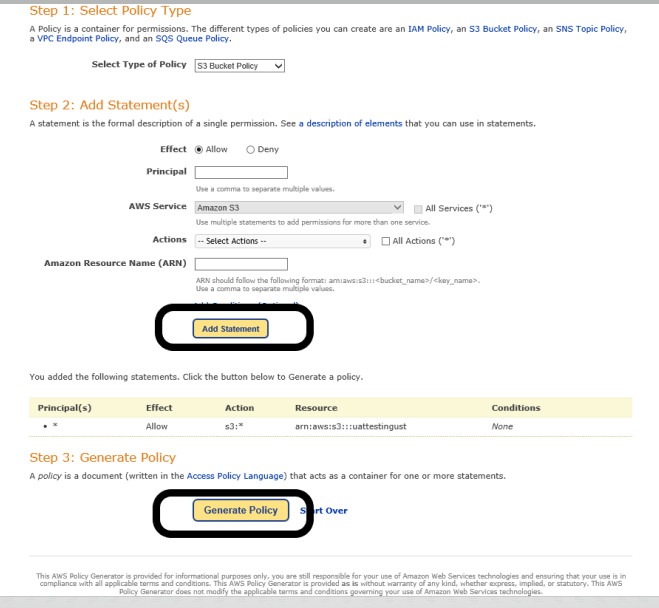 Step 1: Select Policy Type
A Policy is a container for permissions. The different types of policies you can create are an IAM Policy, an S3 Bucket Policy, an SNS Topic Policy,
a VPC Endpoint Policy, and an SQS Queue Policy.
Select Type of Policy S3 Bucket Policy
Step 2: Add Statement(s)
A statement is the formal description of a single permission. See a description of elements that you can use in statements.
Effect Allow Deny
Principal
Use a comma to separate multiple values.
AWS Service Amazon S3 All Services ('*')
Use multiple statements to add permissions for more than one service.
Actions -- Select Actions -- All Actions ('*')
Amazon Resource Name (ARN)
ARN should follow the following format: arn:aws:s3:::<bucket_name>/<key_name>.
Use a comma to separate multiple values.
Add Statement
You added the following statements. Click the button below to Generate a policy.
Principal(s) Effect Action Resource Conditions
• * Allow s3:* arn:aws:s3:::uattestingust None
Step 3: Generate Policy
A policy is a document (written in the Access Policy Language) that acts as a container for one or more statements.
Generate Policy Over
This AWS Policy Generator is provided for informational purposes only, you are still responsible for your use of Amazon Web Services technologies and ensuring that your use is in
compliance with all applicable terms and conditions. This AWS Policy Generator is provided as is without warranty of any kind, whether express, implied, or statutory. This AWS
Policy Generator does not modify the applicable terms and conditions governing your use of Amazon Web Services technologies.